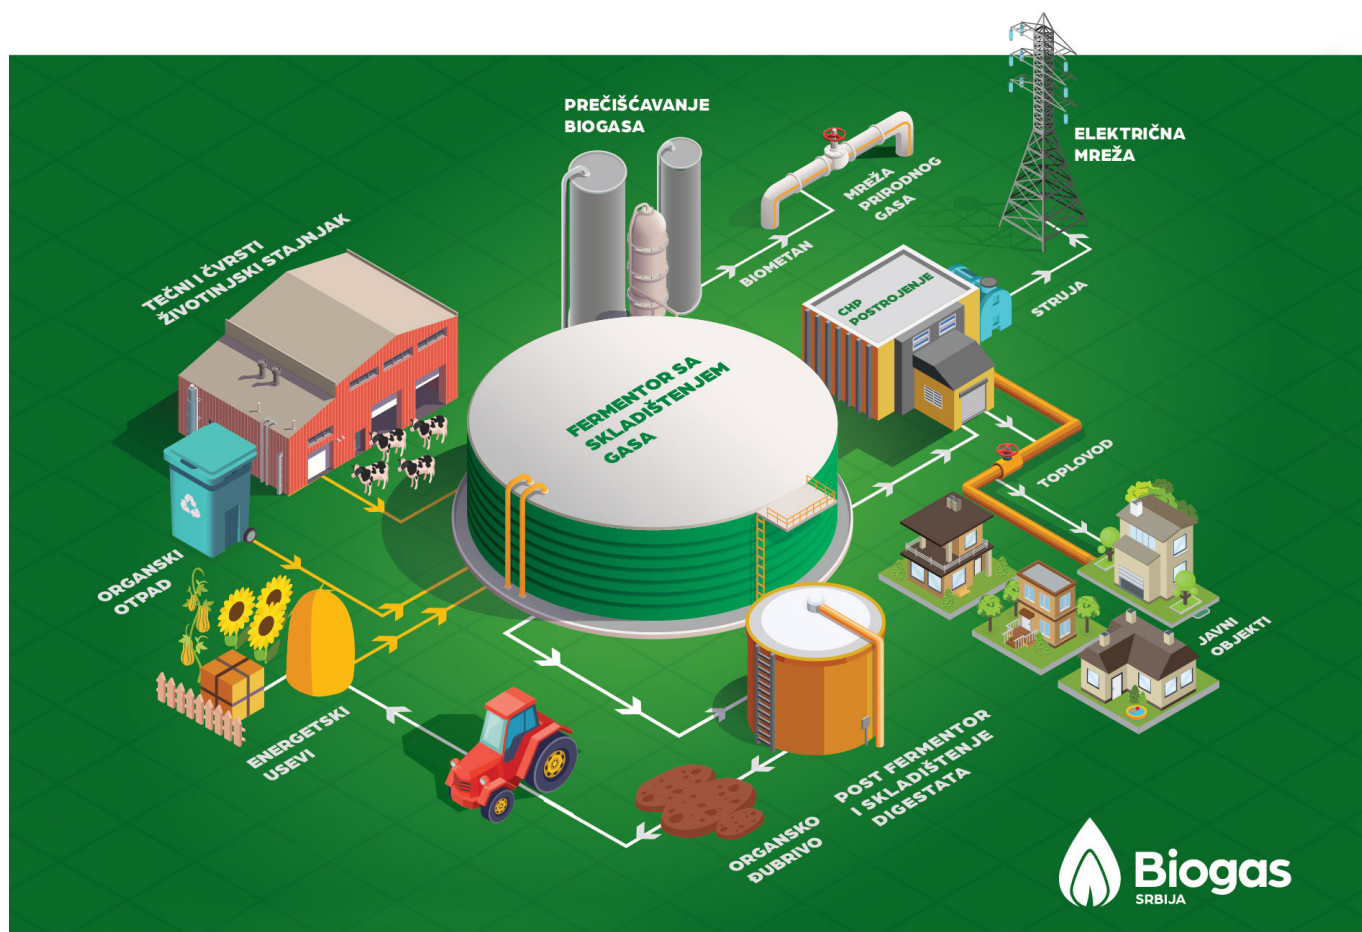 PREČIŠĆAVANJE
BIOGASA
ELEKTRIČNA
MREŽA
MREŽA
PRIRODNOG
GASA
BIOMETAN
TEČNI I ČVRSTI
ŽIVOTINJSKI STAJNJAK
CHP
POSTROJENJE
STRUJA
FERMENTOR SA
SKLADIŠTENJEM
GASA
TOPLOVOD
ORGANSKI
OTPAD
JAVNI
OBJEKTI
ENERGETSKI
USEVI
POST FERMENTOR
I SKLADIŠTENJE
DIGESTATA
ORGANSKO
ĐUBRIVO
Biogas
SRBIJA